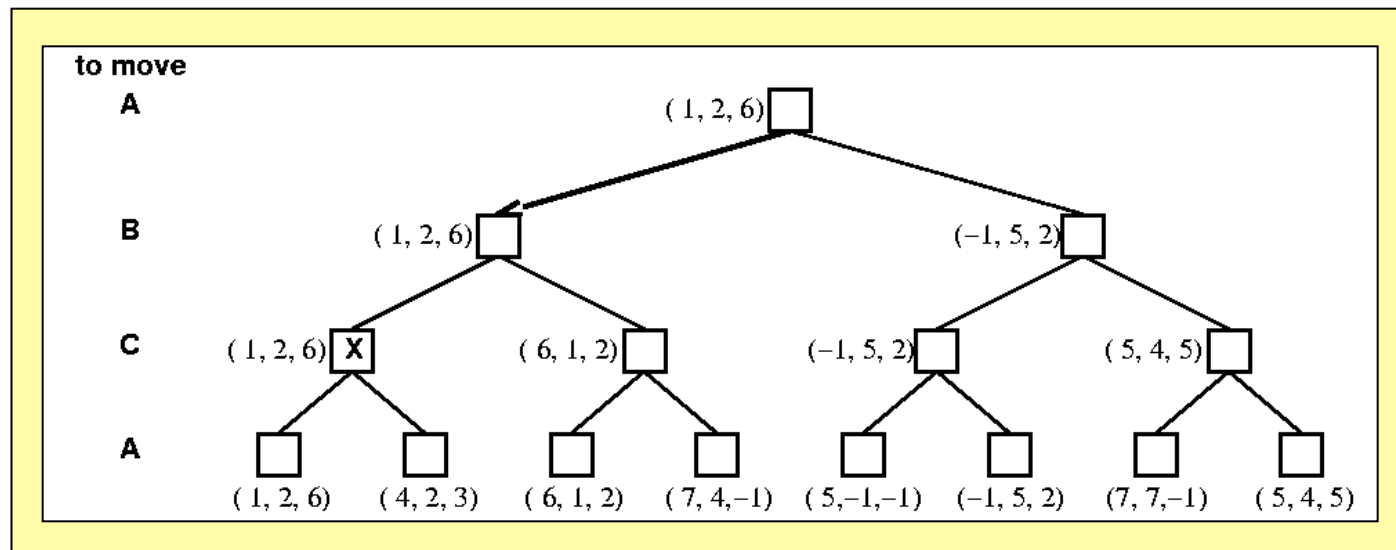 to move
A ( 1, 2, 6)
B ( 1, 2, 6) (−1, 5, 2)
C ( 1, 2, 6) X ( 6, 1, 2) (−1, 5, 2) ( 5, 4, 5)
A
( 1, 2, 6) ( 4, 2, 3) ( 6, 1, 2) ( 7, 4,−1) ( 5,−1,−1) (−1, 5, 2) (7, 7,−1) ( 5, 4, 5)